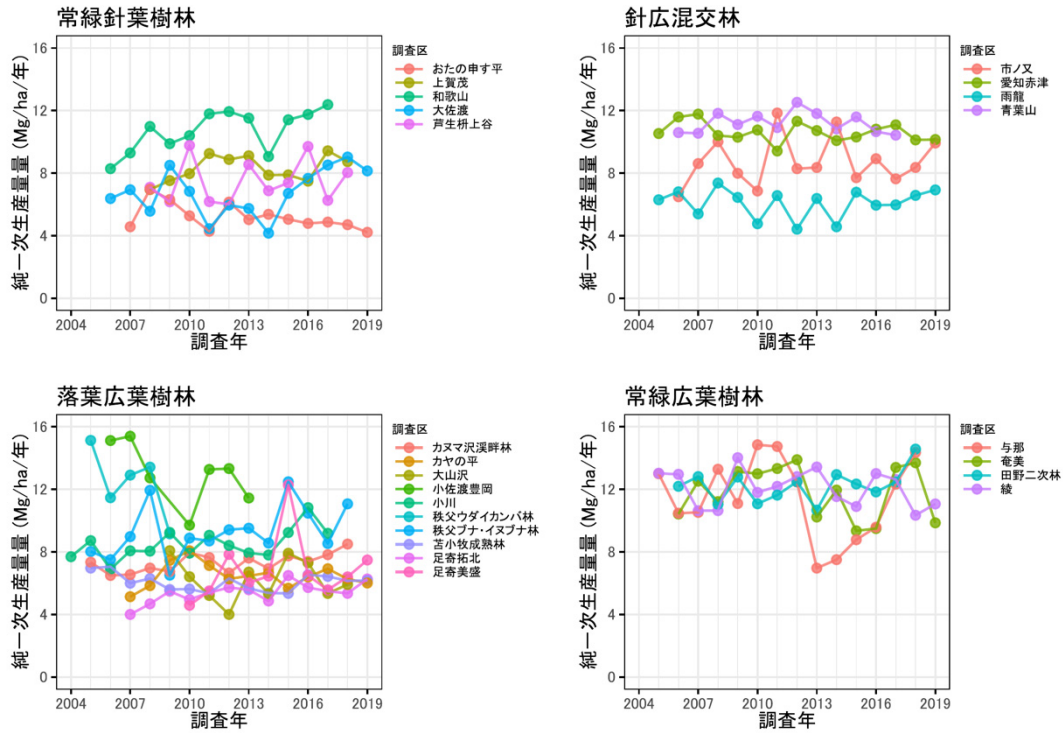 常緑針葉樹林
純一次生産量量 (Mg/ha/年)
16
12
8
4
0
2004 2007 2010 2013 2016 2019
調査年
調査区
おたの申す平
上賀茂
和歌山
大佐渡
芦生枡上谷
針広混交林
純一次生産量量 (Mg/ha/年)
16
12
8
4
0
2004 2007 2010 2013 2016 2019
調査年
調査区
市ノ又
愛知赤津
雨龍
青葉山
落葉広葉樹林
純一次生産量量 (Mg/ha/年)
16
12
8
4
0
2004 2007 2010 2013 2016 2019
調査年
調査区
カヌマ沢渓畔林
カヤの平
大山沢
小佐渡豊岡
小川
秩父ウダイカンバ林
秩父ブナ・イヌブナ林
苫小牧成熟林
足寄拓北
足寄美盛
常緑広葉樹林
純一次生産量量 (Mg/ha/年)
16
12
8
4
0
2004 2007 2010 2013 2016 2019
調査年
調査区
与那
奄美
田野二次林
綾